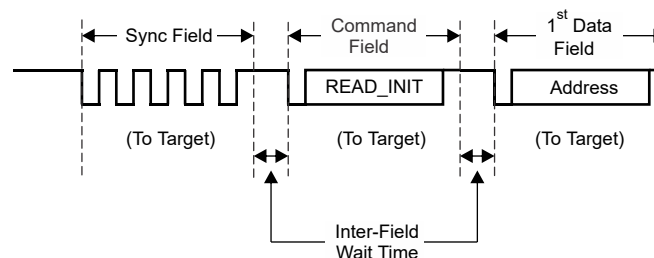 Sync Field
Command
Field
1st Data
Field
READ_INIT
Address
(To Target)
(To Target)
(To Target)
Inter-Field
Wait Time